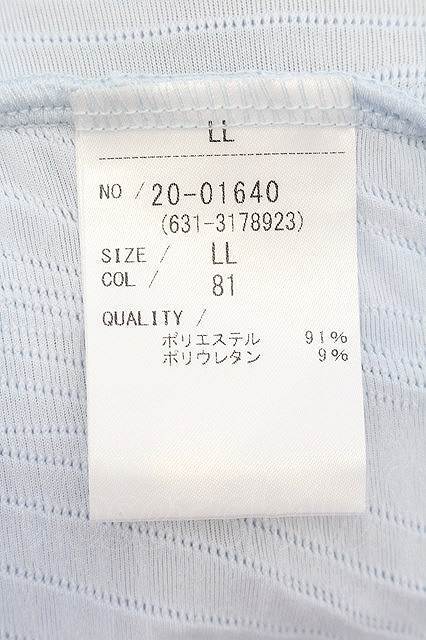 LL
NO / 20-01640
(631-3178923)
SIZE / LL
COL / 81
QUALITY /
ポリエステル 91%
ポリウレタン 9%